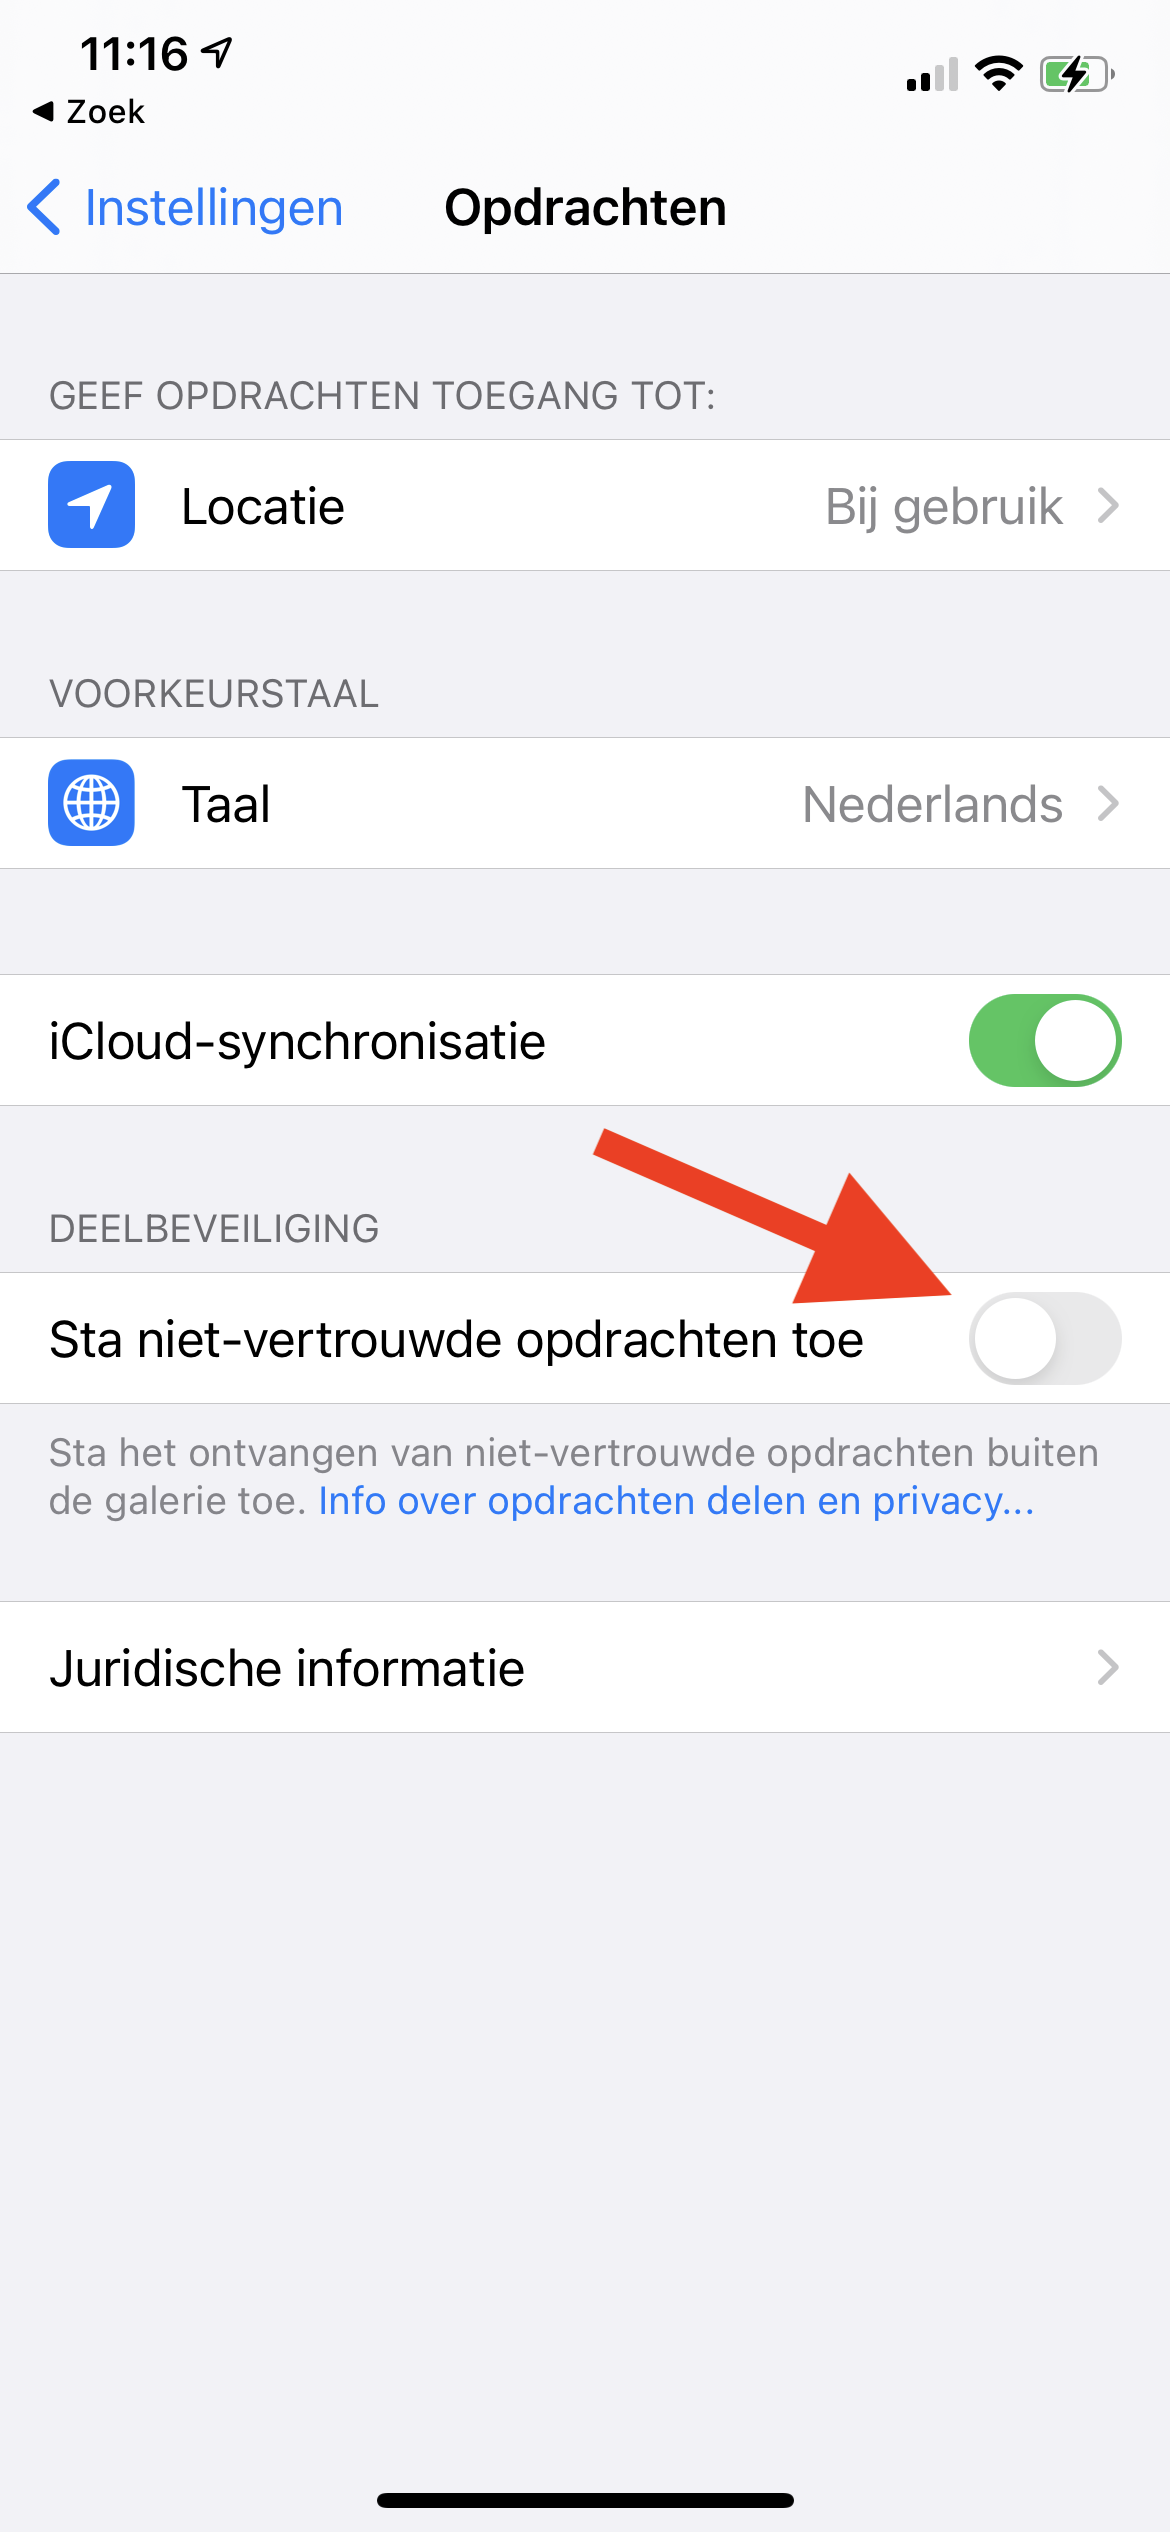 11:16
Zoek
Instellingen
Opdrachten
GEEF OPDRACHTEN TOEGANG TOT:
Locatie
Bij gebruik
VOORKEURSTAAL
Taal
Nederlands
iCloud-synchronisatie
DEELBEVEILIGING
Sta niet-vertrouwde opdrachten toe
Sta het ontvangen van niet-vertrouwde opdrachten buiten
de galerie toe. Info over opdrachten delen en privacy...
Juridische informatie